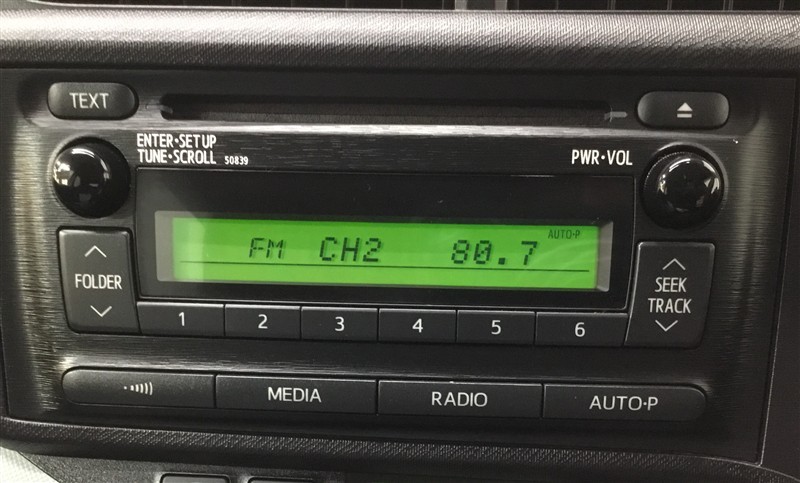 TEXT
ENTER·SETUP
TUNE·SCROLL 50839
PWR·VOL
AUTO·P
FM CH2 80.7
FOLDER
SEEK
TRACK
1 2 3 4 5 6
MEDIA RADIO AUTO·P